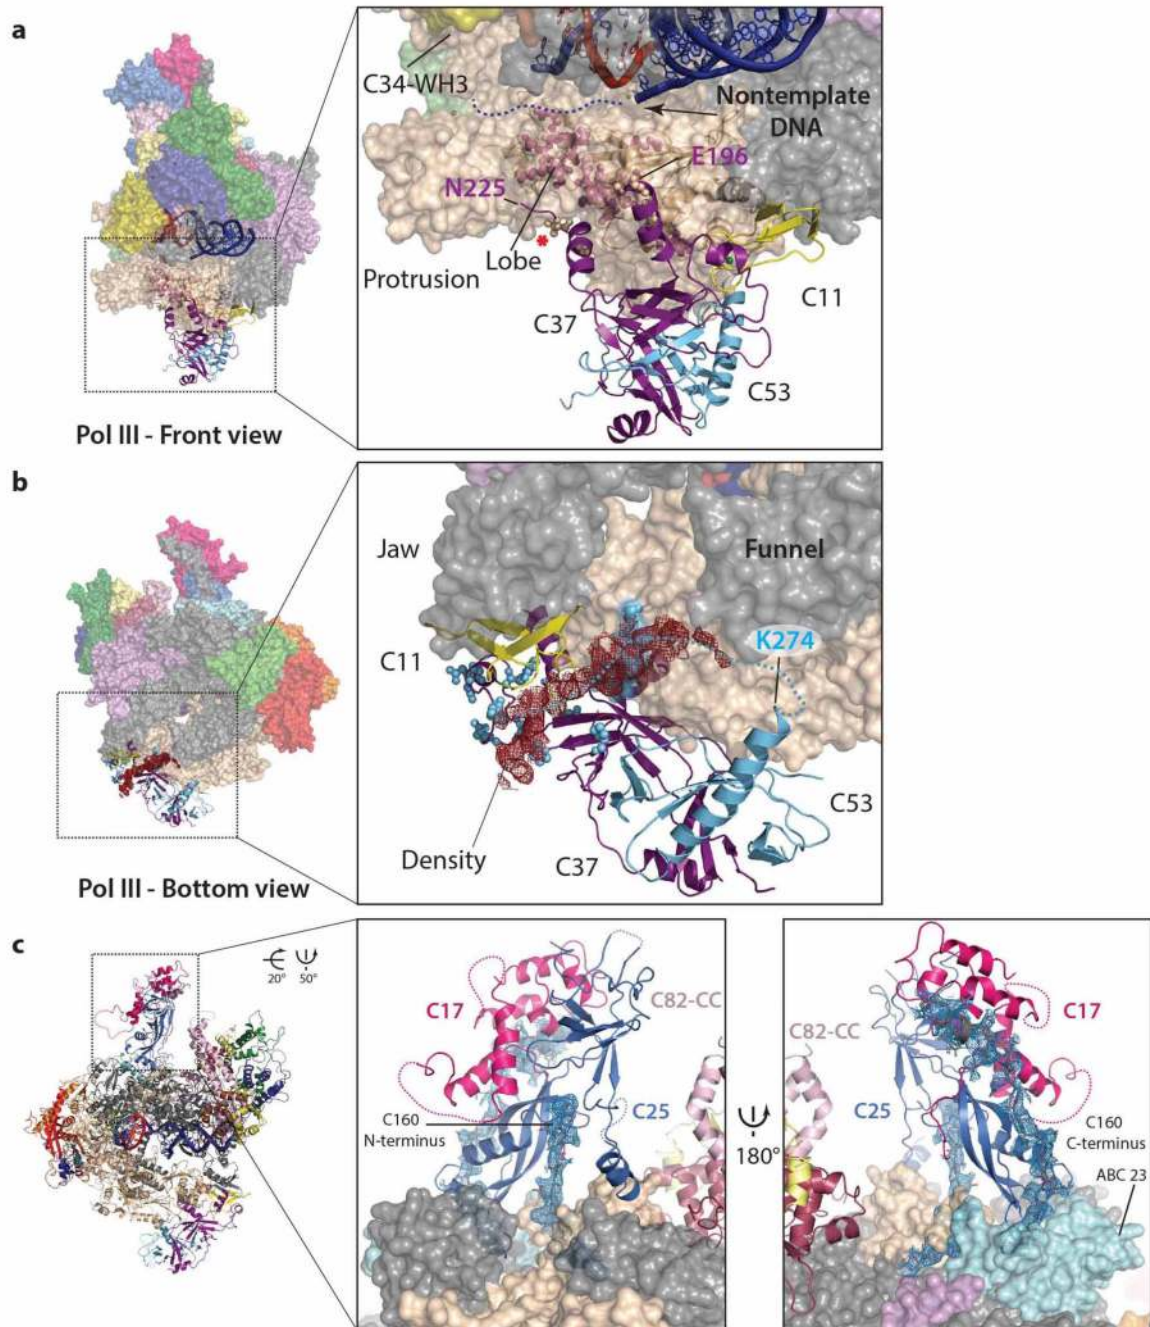 a
C34-WH3
Nontemplate
DNA
E196
N225
*
Lobe
Protrusion
C11
C37
C53
Pol III - Front view
b
Jaw
Funnel
K274
C11
C53
Density
C37
Pol III - Bottom view
c
20° 50°
C17
C82-CC
C160
N-terminus
C25
180°
C82-CC
C17
C25
C160
C-terminus
ABC 23